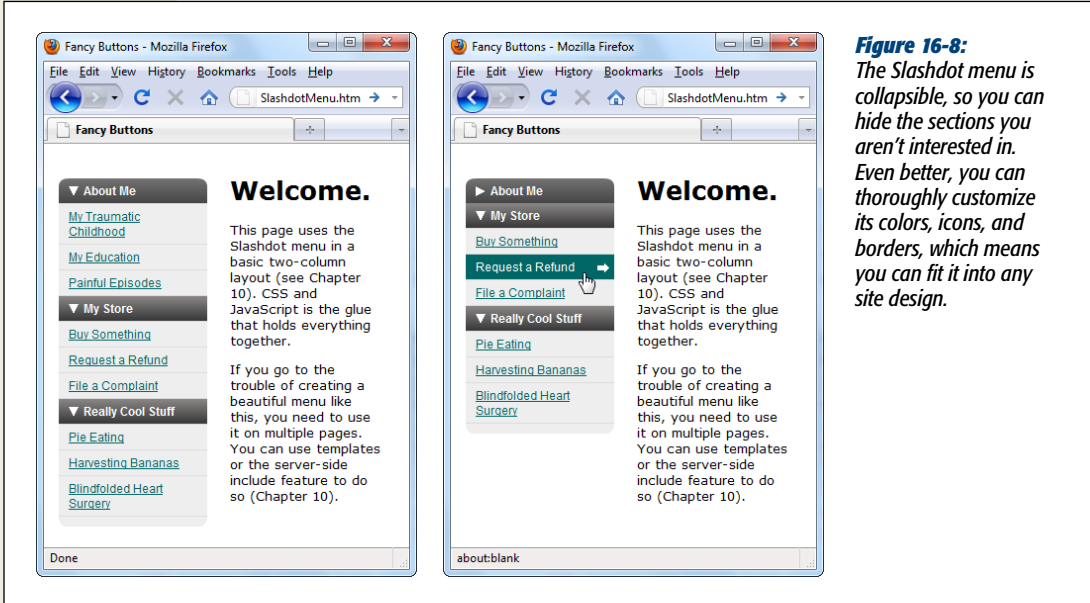 Fancy Buttons - Mozilla Firefox
File Edit View History Bookmarks Tools Help
SlashdotMenu.htm
Fancy Buttons
About Me
My Traumatic
Childhood
My Education
Painful Episodes
My Store
Buy Something
Request a Refund
File a Complaint
Really Cool Stuff
Pie Eating
Harvesting Bananas
Blindfolded Heart
Surgery
Welcome.
This page uses the
Slashdot menu in a
basic two-column
layout (see Chapter
10). CSS and
JavaScript is the glue
that holds everything
together.
If you go to the
trouble of creating a
beautiful menu like
this, you need to use
it on multiple pages.
You can use templates
or the server-side
include feature to do
so (Chapter 10).
Done
Fancy Buttons - Mozilla Firefox
File Edit View History Bookmarks Tools Help
SlashdotMenu.htm
Fancy Buttons
About Me
My Store
Buy Something
Request a Refund
File a Complaint
Really Cool Stuff
Pie Eating
Harvesting Bananas
Blindfolded Heart
Surgery
Welcome.
This page uses the
Slashdot menu in a
basic two-column
layout (see Chapter
10). CSS and
JavaScript is the glue
that holds everything
together.
If you go to the
trouble of creating a
beautiful menu like
this, you need to use
it on multiple pages.
You can use templates
or the server-side
include feature to do
so (Chapter 10).
about:blank
Figure 16-8:
The Slashdot menu is
collapsible, so you can
hide the sections you
aren't interested in.
Even better, you can
thoroughly customize
its colors, icons, and
borders, which means
you can fit it into any
site design.